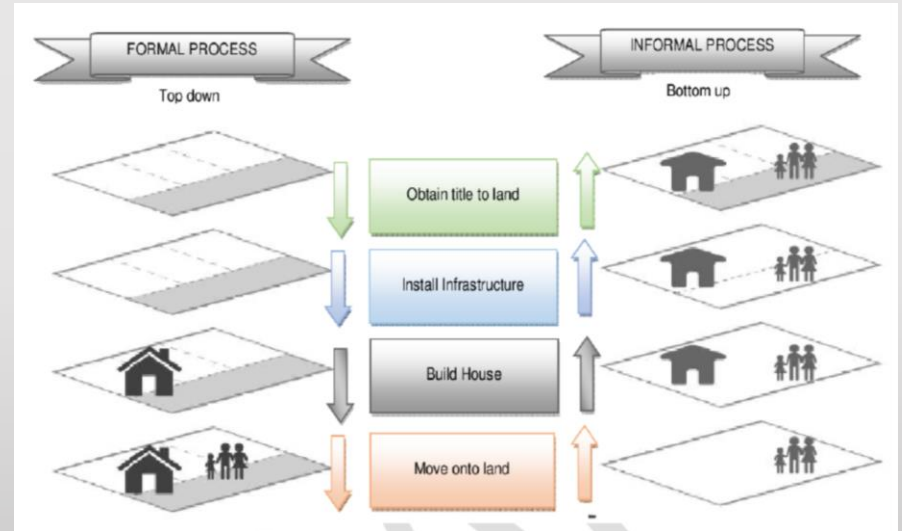 FORMAL PROCESS
Top down
INFORMAL PROCESS
Bottom up
Obtain title to land
Install Infrastructure
Build House
Move onto land